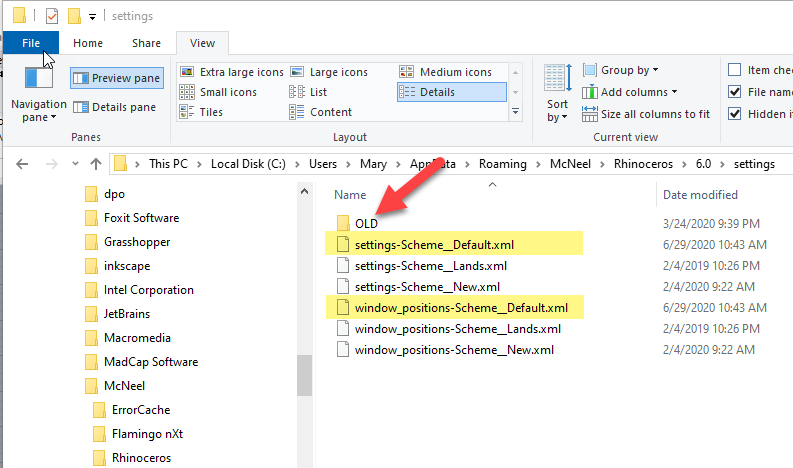 settings
File Home Share View
Preview pane Extra large icons Large icons Medium icons Group by Item che
Navigation pane Details pane Small icons List Details Sort by Add columns File name
Tiles Content Size all columns to fit Hidden it
Panes Layout Current view
This PC Local Disk (C:) Users Mary AppData Roaming McNeel Rhinoceros 6.0 settings
dpo
Foxit Software
Grasshopper
inkscape
Intel Corporation
JetBrains
Macromedia
MadCap Software
McNeel
ErrorCache
Flamingo nXt
Rhinoceros
Name Date modified
OLD 3/24/2020 9:39 PM
settings-Scheme__Default.xml 6/29/2020 10:43 AM
settings-Scheme__Lands.xml 2/4/2019 10:26 PM
settings-Scheme__New.xml 2/4/2020 9:22 AM
window_positions-Scheme__Default.xml 6/29/2020 10:43 AM
window_positions-Scheme__Lands.xml 2/4/2019 10:26 PM
window_positions-Scheme__New.xml 2/4/2020 9:22 AM